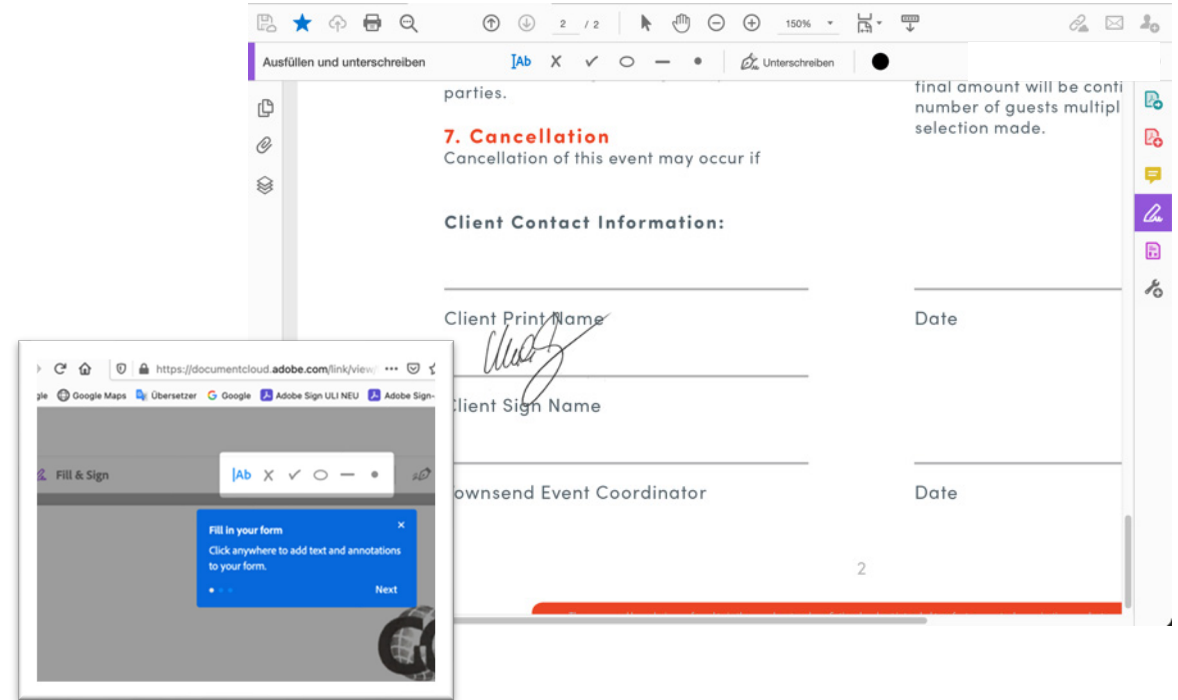 2 / 2
150%
Ausfüllen und unterschreiben
Ab
Unterschreiben
parties.
7. Cancellation
Cancellation of this event may occur if
Client Contact Information:
Client Print Name
Client Sign Name
ownsend Event Coordinator
final amount will be conti
number of guests multipl
selection made.
Date
Date
2
https://documentcloud.adobe.com/link/view/
gle
Google Maps
Übersetzer
Google
Adobe Sign ULI NEU
Adobe Sign-
Fill & Sign
Ab
Fill in your form
Click anywhere to add text and annotations
to your form.
Next